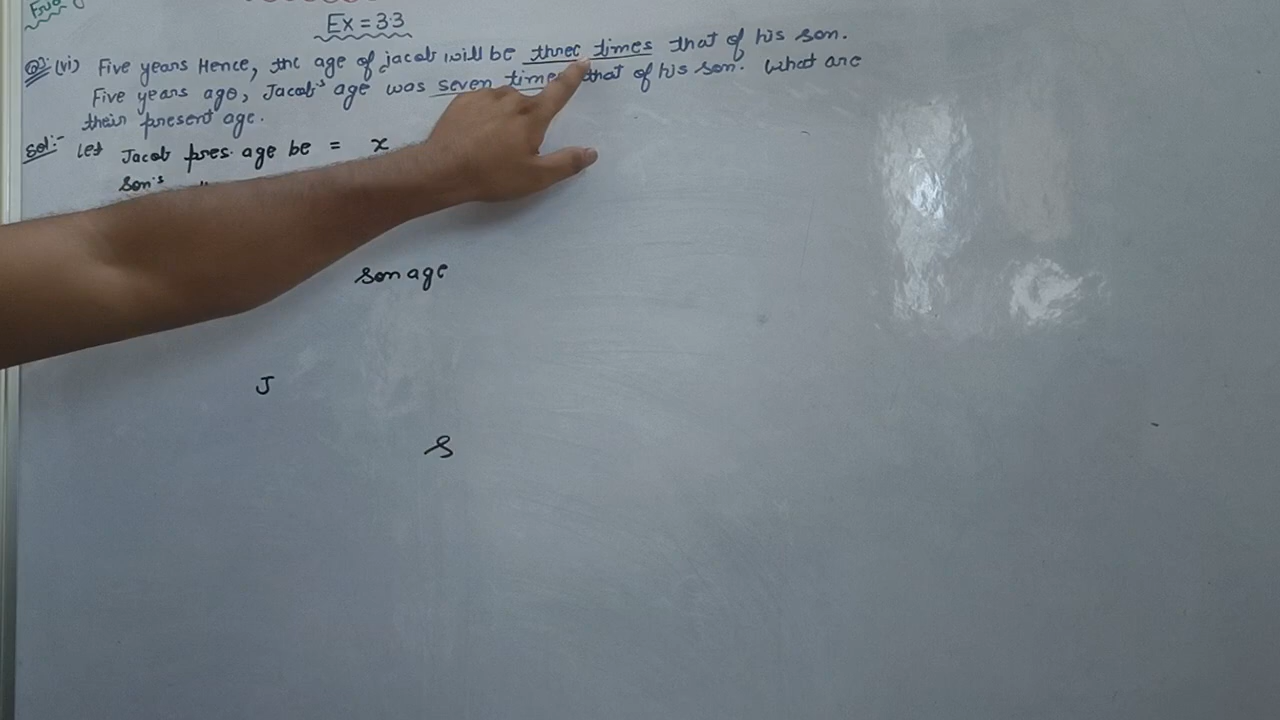 Ex = 3.3
Q: (vi) Five years Hence, the age of jacob will be three times that of his son.
Five years ago, Jacob's age was seven times that of his son. What are
their present age.
Sol:- Let Jacob pres. age be = x
Son's "
Son age
J
S